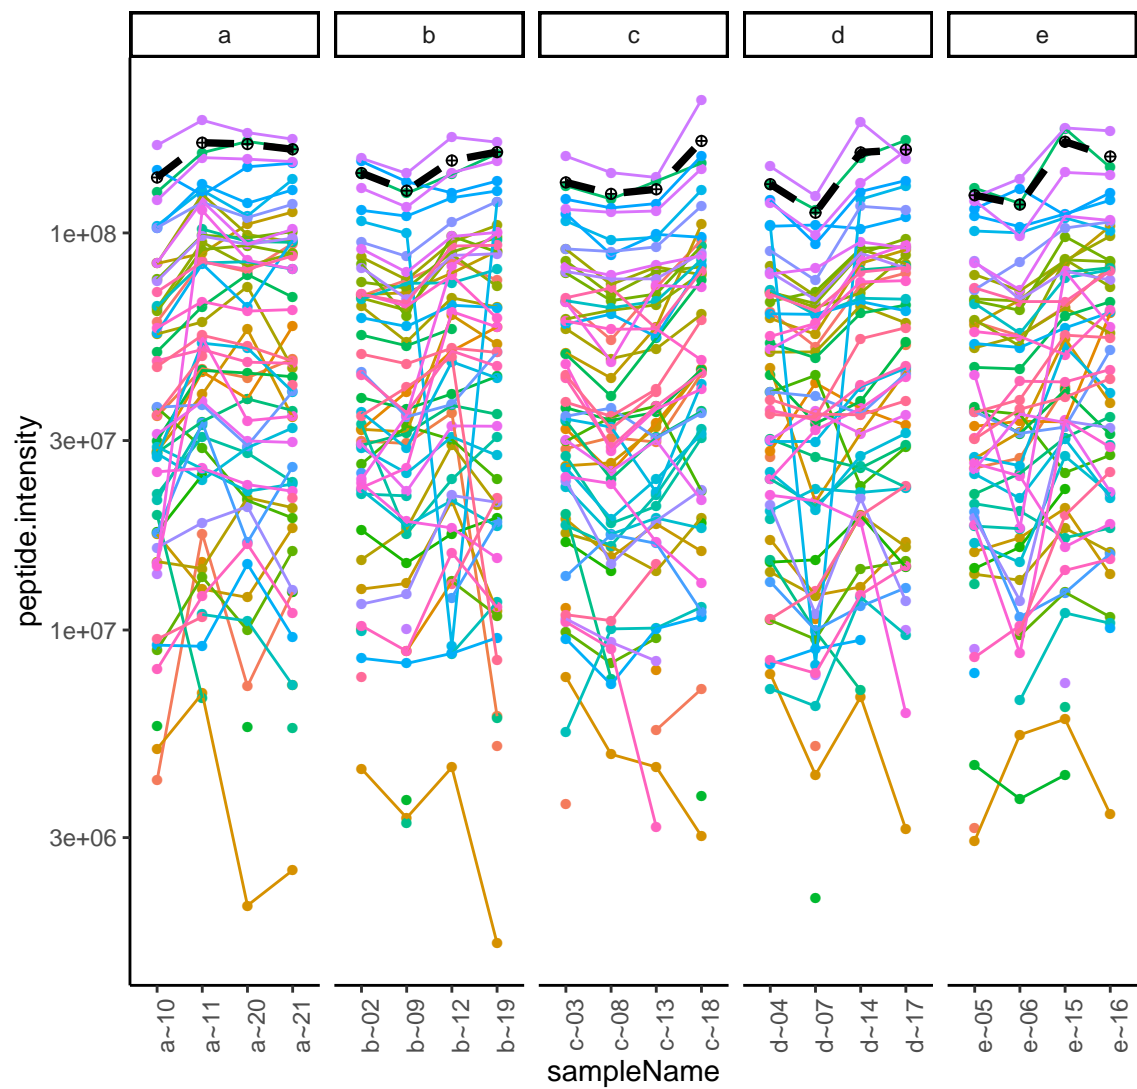 a b c d e
peptide.intensity
1e+08
3e+07
1e+07
3e+06
a~10 a~11 a~20 a~21 b~02 b~09 b~12 b~19 c~03 c~08 c~13 c~18 d~04 d~07 d~14 d~17 e~05 e~06 e~15 e~16
sampleName